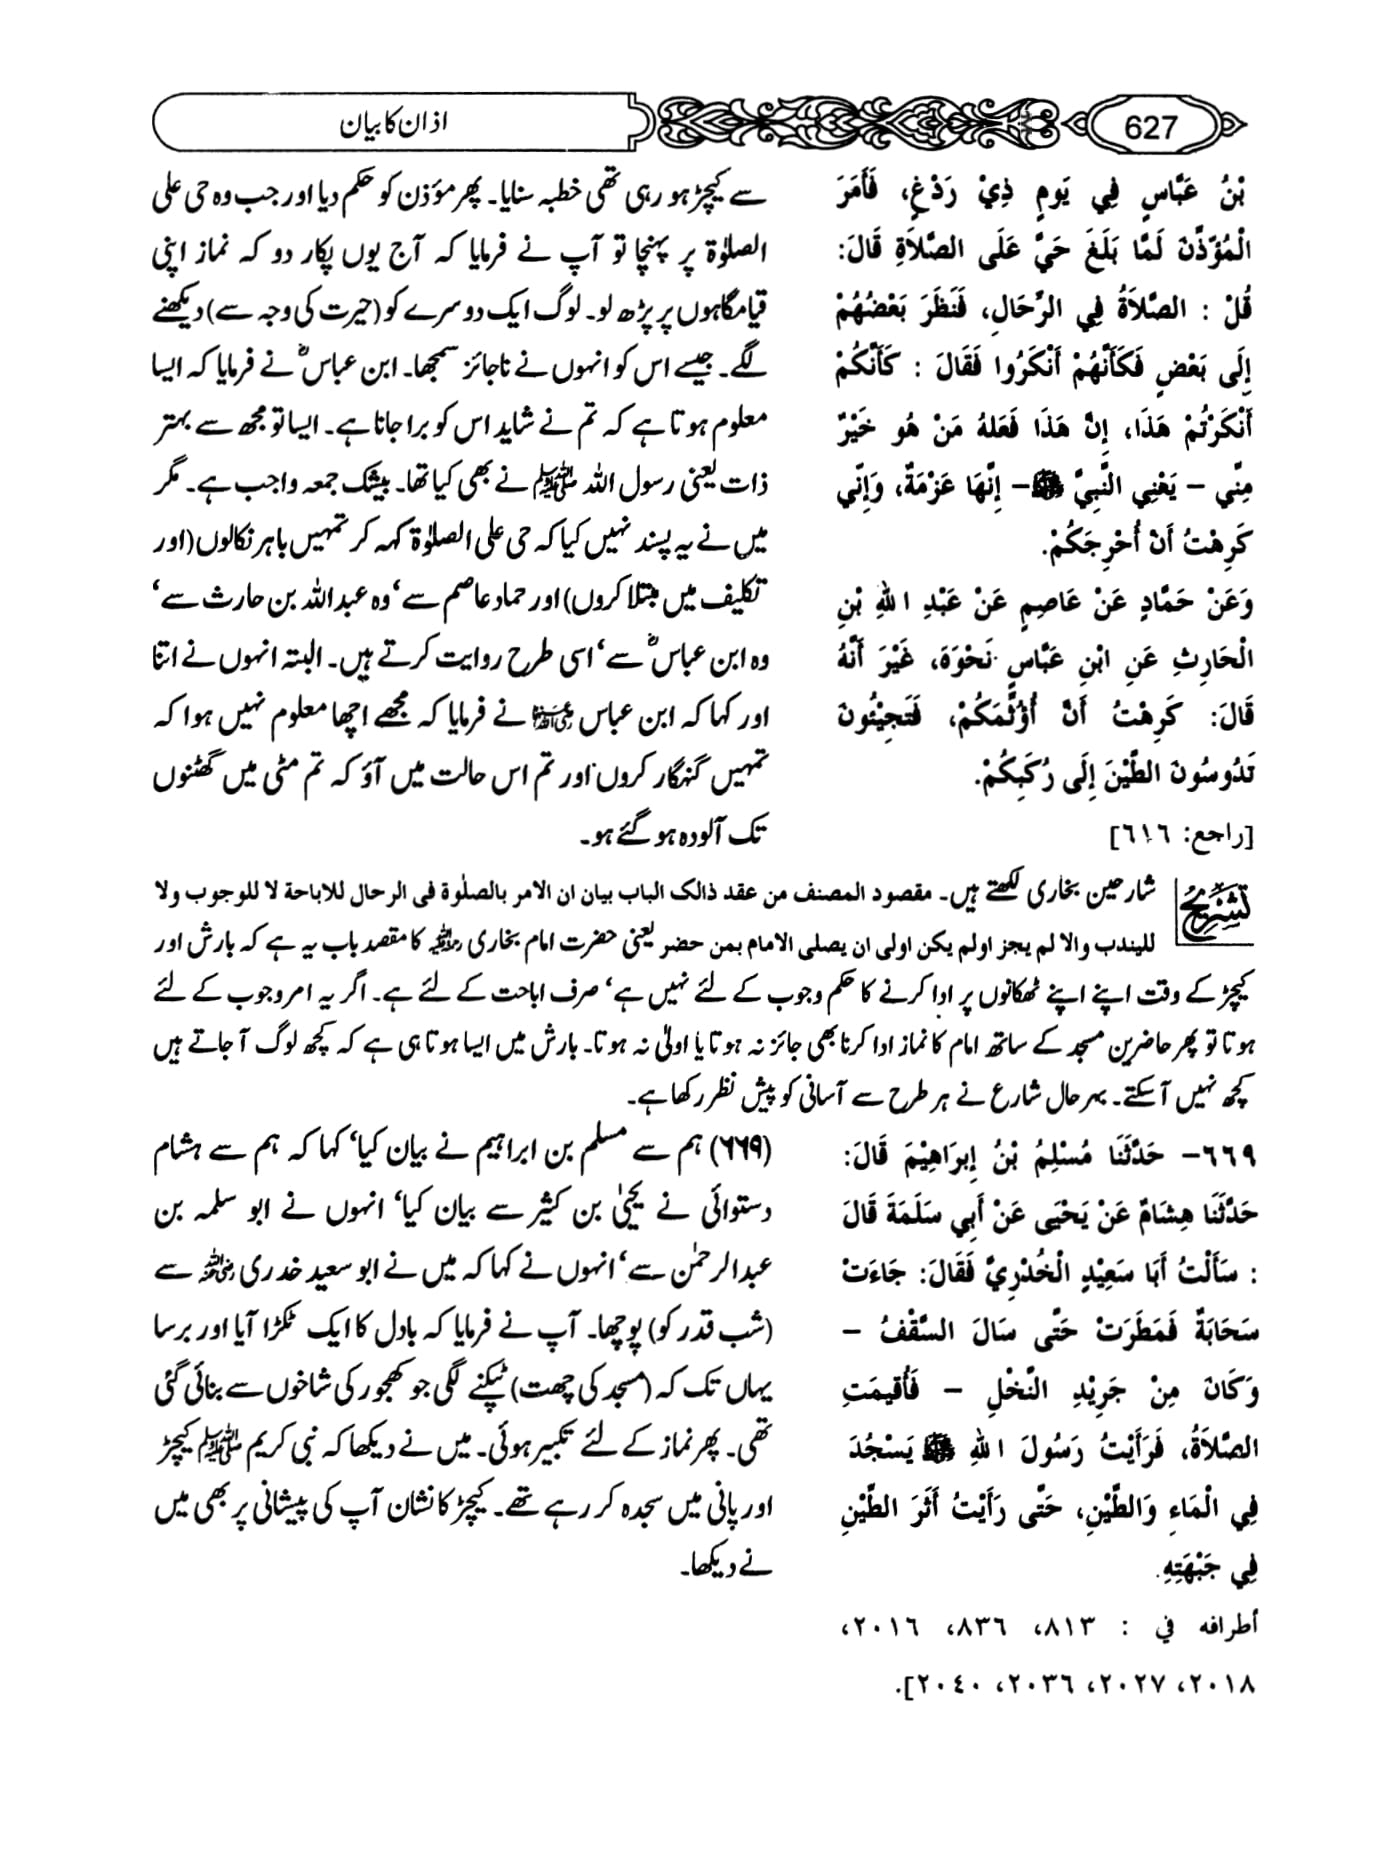 627
اذان کا بیان
بْنُ عَبَّاسٍ فِي يَومٍ ذِيْ رَدْغٍ، فَأَمَرَ
الْمُؤَذِّنَ لَمَّا بَلَغَ حَيَّ عَلَى الصَّلاَةِ قَالَ:
قُلْ : الصَّلاَةُ فِي الرِّحَالِ، فَنَظَرَ بَعْضُهُمْ
إِلَى بَعْضٍ فَكَأَنَّهُمْ أَنْكَرُوا فَقَالَ : كَأَنَّكُمْ
أَنْكَرْتُمْ هَذَا، إِنَّ هَذَا فَعَلَهُ مَنْ هُو خَيْرٌ
مِنِّي – يَعْنِي النَّبِيَّ ﷺ – إِنَّهَا عَزْمَةٌ، وَإِنِّي
كَرِهْتُ أَنْ أُحْرِجَكُمْ.
وَعَنْ حَمَّادٍ عَنْ عَاصِمٍ عَنْ عَبْدِ اللهِ بْنِ
الْحَارِثِ عَنِ ابْنِ عَبَّاسٍ نَحْوَهُ، غَيْرَ أَنَّهُ
قَالَ: كَرِهْتُ أَنْ أُؤَثِّمَكُمْ، فَتَجِيْئُونَ
تَدُوسُونَ الطِّيْنَ إِلَى رُكَبِكُمْ.
[راجع: ٦١٦]
سے کیچڑ ہو رہی تھی خطبہ سنایا۔ پھر مؤذن کو حکم دیا اور جب وہ حی علی
الصلوٰۃ پر پہنچا تو آپ نے فرمایا کہ آج یوں پکار دو کہ نماز اپنی
قیامگاہوں پر پڑھ لو۔ لوگ ایک دوسرے کو (حیرت کی وجہ سے) دیکھنے
لگے۔ جیسے اس کو انہوں نے ناجائز سمجھا۔ ابن عباسؓ نے فرمایا کہ ایسا
معلوم ہوتا ہے کہ تم نے شاید اس کو برا جانا ہے۔ ایسا تو مجھ سے بہتر
ذات یعنی رسول اللہ ﷺ نے بھی کیا تھا۔ بیشک جمعہ واجب ہے۔ مگر
میں نے یہ پسند نہیں کیا کہ حی علی الصلوٰۃ کہہ کر تمہیں باہر نکالوں (اور
تکلیف میں مبتلا کروں) اور حماد عاصم سے، وہ عبداللہ بن حارث سے،
وہ ابن عباسؓ سے، اسی طرح روایت کرتے ہیں۔ البتہ انہوں نے اتنا
اور کہا کہ ابن عباس رضی اللہ عنہما نے فرمایا کہ مجھے اچھا معلوم نہیں ہوا کہ
تمہیں گنہگار کروں اور تم اس حالت میں آؤ کہ تم مٹی میں گھٹنوں
تک آلودہ ہو گئے ہو۔
تشریح شارحین بخاری لکھتے ہیں۔ مقصود المصنف من عقد ذالک الباب بیان ان الامر بالصلوٰۃ فی الرحال للاباحۃ لا للوجوب ولا
للیندب والا لم یجز اولم یکن اولی ان یصلی الامام بمن حضر یعنی حضرت امام بخاری رحمہ اللہ کا مقصد باب یہ ہے کہ بارش اور
کیچڑ کے وقت اپنے اپنے ٹھکانوں پر ادا کرنے کا حکم وجوب کے لئے نہیں ہے، صرف اباحت کے لئے ہے۔ اگر یہ امر وجوب کے لئے
ہوتا تو پھر حاضرین مسجد کے ساتھ امام کا نماز ادا کرنا بھی جائز نہ ہوتا یا اولیٰ نہ ہوتا۔ بارش میں ایسا ہوتا ہی ہے کہ کچھ لوگ آ جاتے ہیں
کچھ نہیں آ سکتے۔ بہرحال شارع نے ہر طرح سے آسانی کو پیش نظر رکھا ہے۔
٦٦٩– حَدَّثَنَا مُسْلِمُ بْنُ إِبرَاهِيْمَ قَالَ:
حَدَّثَنَا هِشَامٌ عَنْ يَحْيَى عَنْ أَبِي سَلَمَةَ قَالَ
: سَأَلْتُ أَبَا سَعِيْدٍ الْخُدْرِيَّ فَقَالَ: جَاءَتْ
سَحَابَةٌ فَمَطَرَتْ حَتَّى سَالَ السَّقْفُ –
وَكَانَ مِنْ جَرِيْدِ النَّخْلِ – فَأُقِيمَتِ
الصَّلاَةُ، فَرَأَيْتُ رَسُولَ اللهِ ﷺ يَسْجُدُ
فِي الْمَاءِ وَالطِّيْنِ، حَتَّى رَأَيْتُ أَثَرَ الطِّيْنِ
فِي جَبْهَتِهِ.
أطرافه في : ٨١٣، ٨٣٦، ٢٠١٦،
٢٠١٨، ٢٠٢٧، ٢٠٣٦، ٢٠٤٠].
(۶۶۹) ہم سے مسلم بن ابراہیم نے بیان کیا، کہا کہ ہم سے ہشام
دستوائی نے یحییٰ بن کثیر سے بیان کیا، انہوں نے ابو سلمہ بن
عبدالرحمٰن سے، انہوں نے کہا کہ میں نے ابو سعید خدری رضی اللہ عنہ سے
(شب قدر کو) پوچھا۔ آپ نے فرمایا کہ بادل کا ایک ٹکڑا آیا اور برسا
یہاں تک کہ (مسجد کی چھت) ٹپکنے لگی جو کھجور کی شاخوں سے بنائی گئی
تھی۔ پھر نماز کے لئے تکبیر ہوئی۔ میں نے دیکھا کہ نبی کریم ﷺ کیچڑ
اور پانی میں سجدہ کر رہے تھے۔ کیچڑ کا نشان آپ کی پیشانی پر بھی میں
نے دیکھا۔